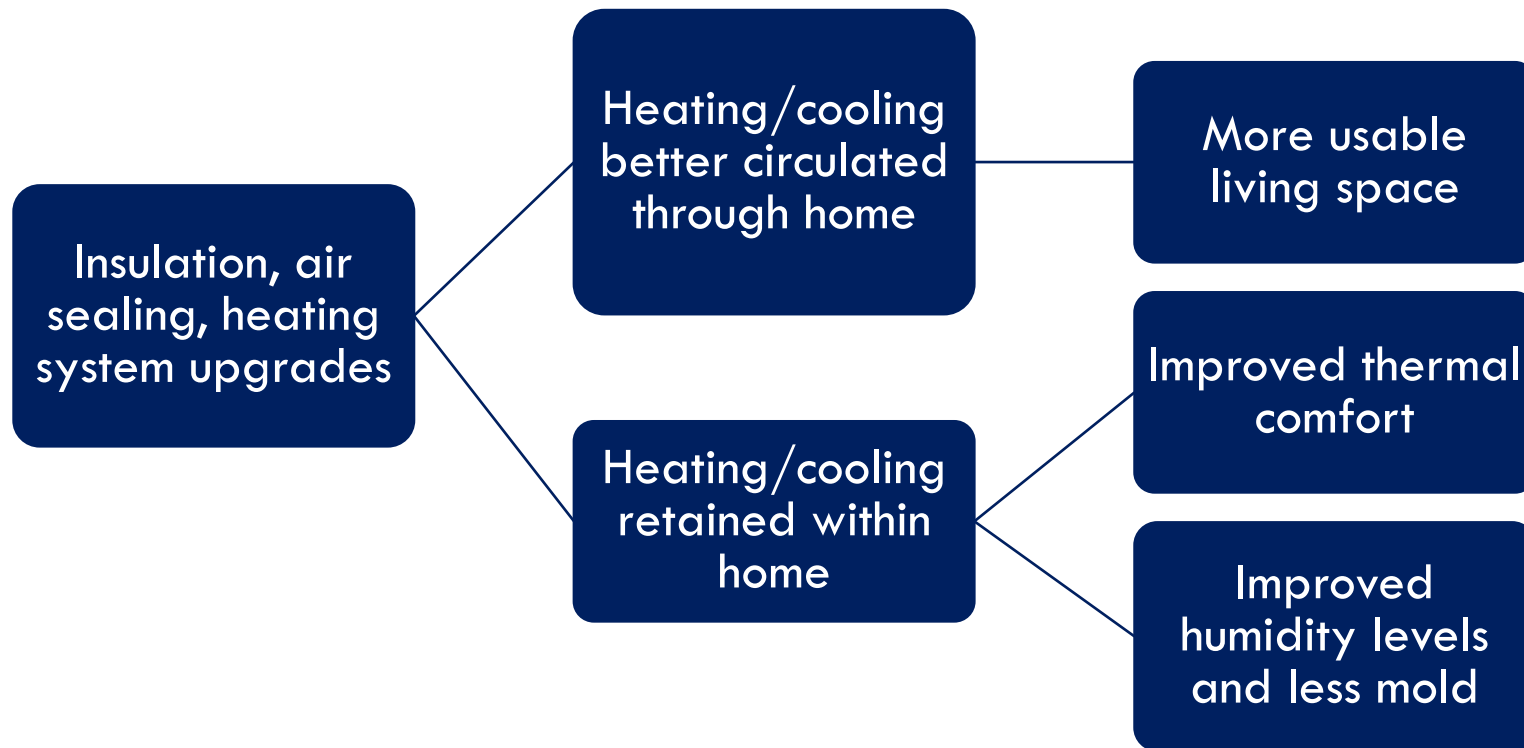 Insulation, air
sealing, heating
system upgrades
Heating/cooling
better circulated
through home
More usable
living space
Heating/cooling
retained within
home
Improved thermal
comfort
Improved
humidity levels
and less mold